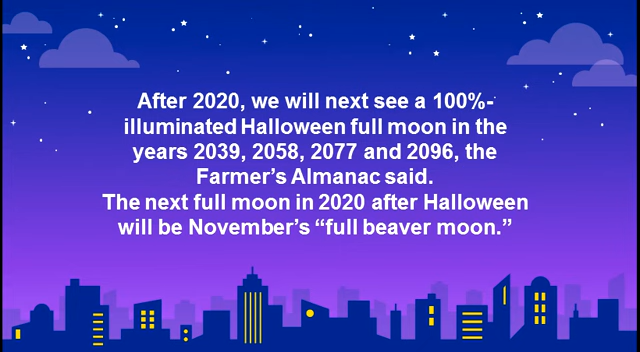 After 2020, we will next see a 100%-
illuminated Halloween full moon in the
years 2039, 2058, 2077 and 2096, the
Farmer’s Almanac said.
The next full moon in 2020 after Halloween
will be November’s “full beaver moon.”